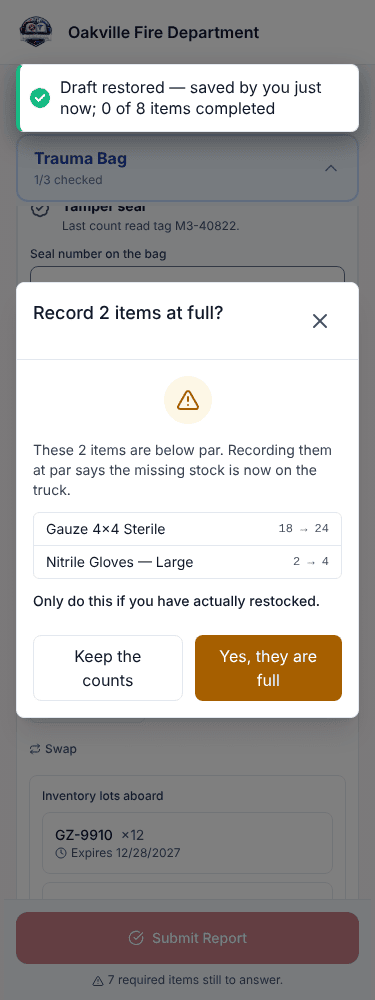 Oakville Fire Department
Draft restored — saved by you just
now; 0 of 8 items completed
Trauma Bag
1/3 checked
Tamper seal
Last count read tag M3-40822.
Seal number on the bag
Record 2 items at full?
These 2 items are below par. Recording them
at par says the missing stock is now on the
truck.
Gauze 4×4 Sterile 18 → 24
Nitrile Gloves — Large 2 → 4
Only do this if you have actually restocked.
Keep the
counts
Yes, they are
full
Swap
Inventory lots aboard
GZ-9910 ×12
Expires 12/28/2027
Submit Report
7 required items still to answer.